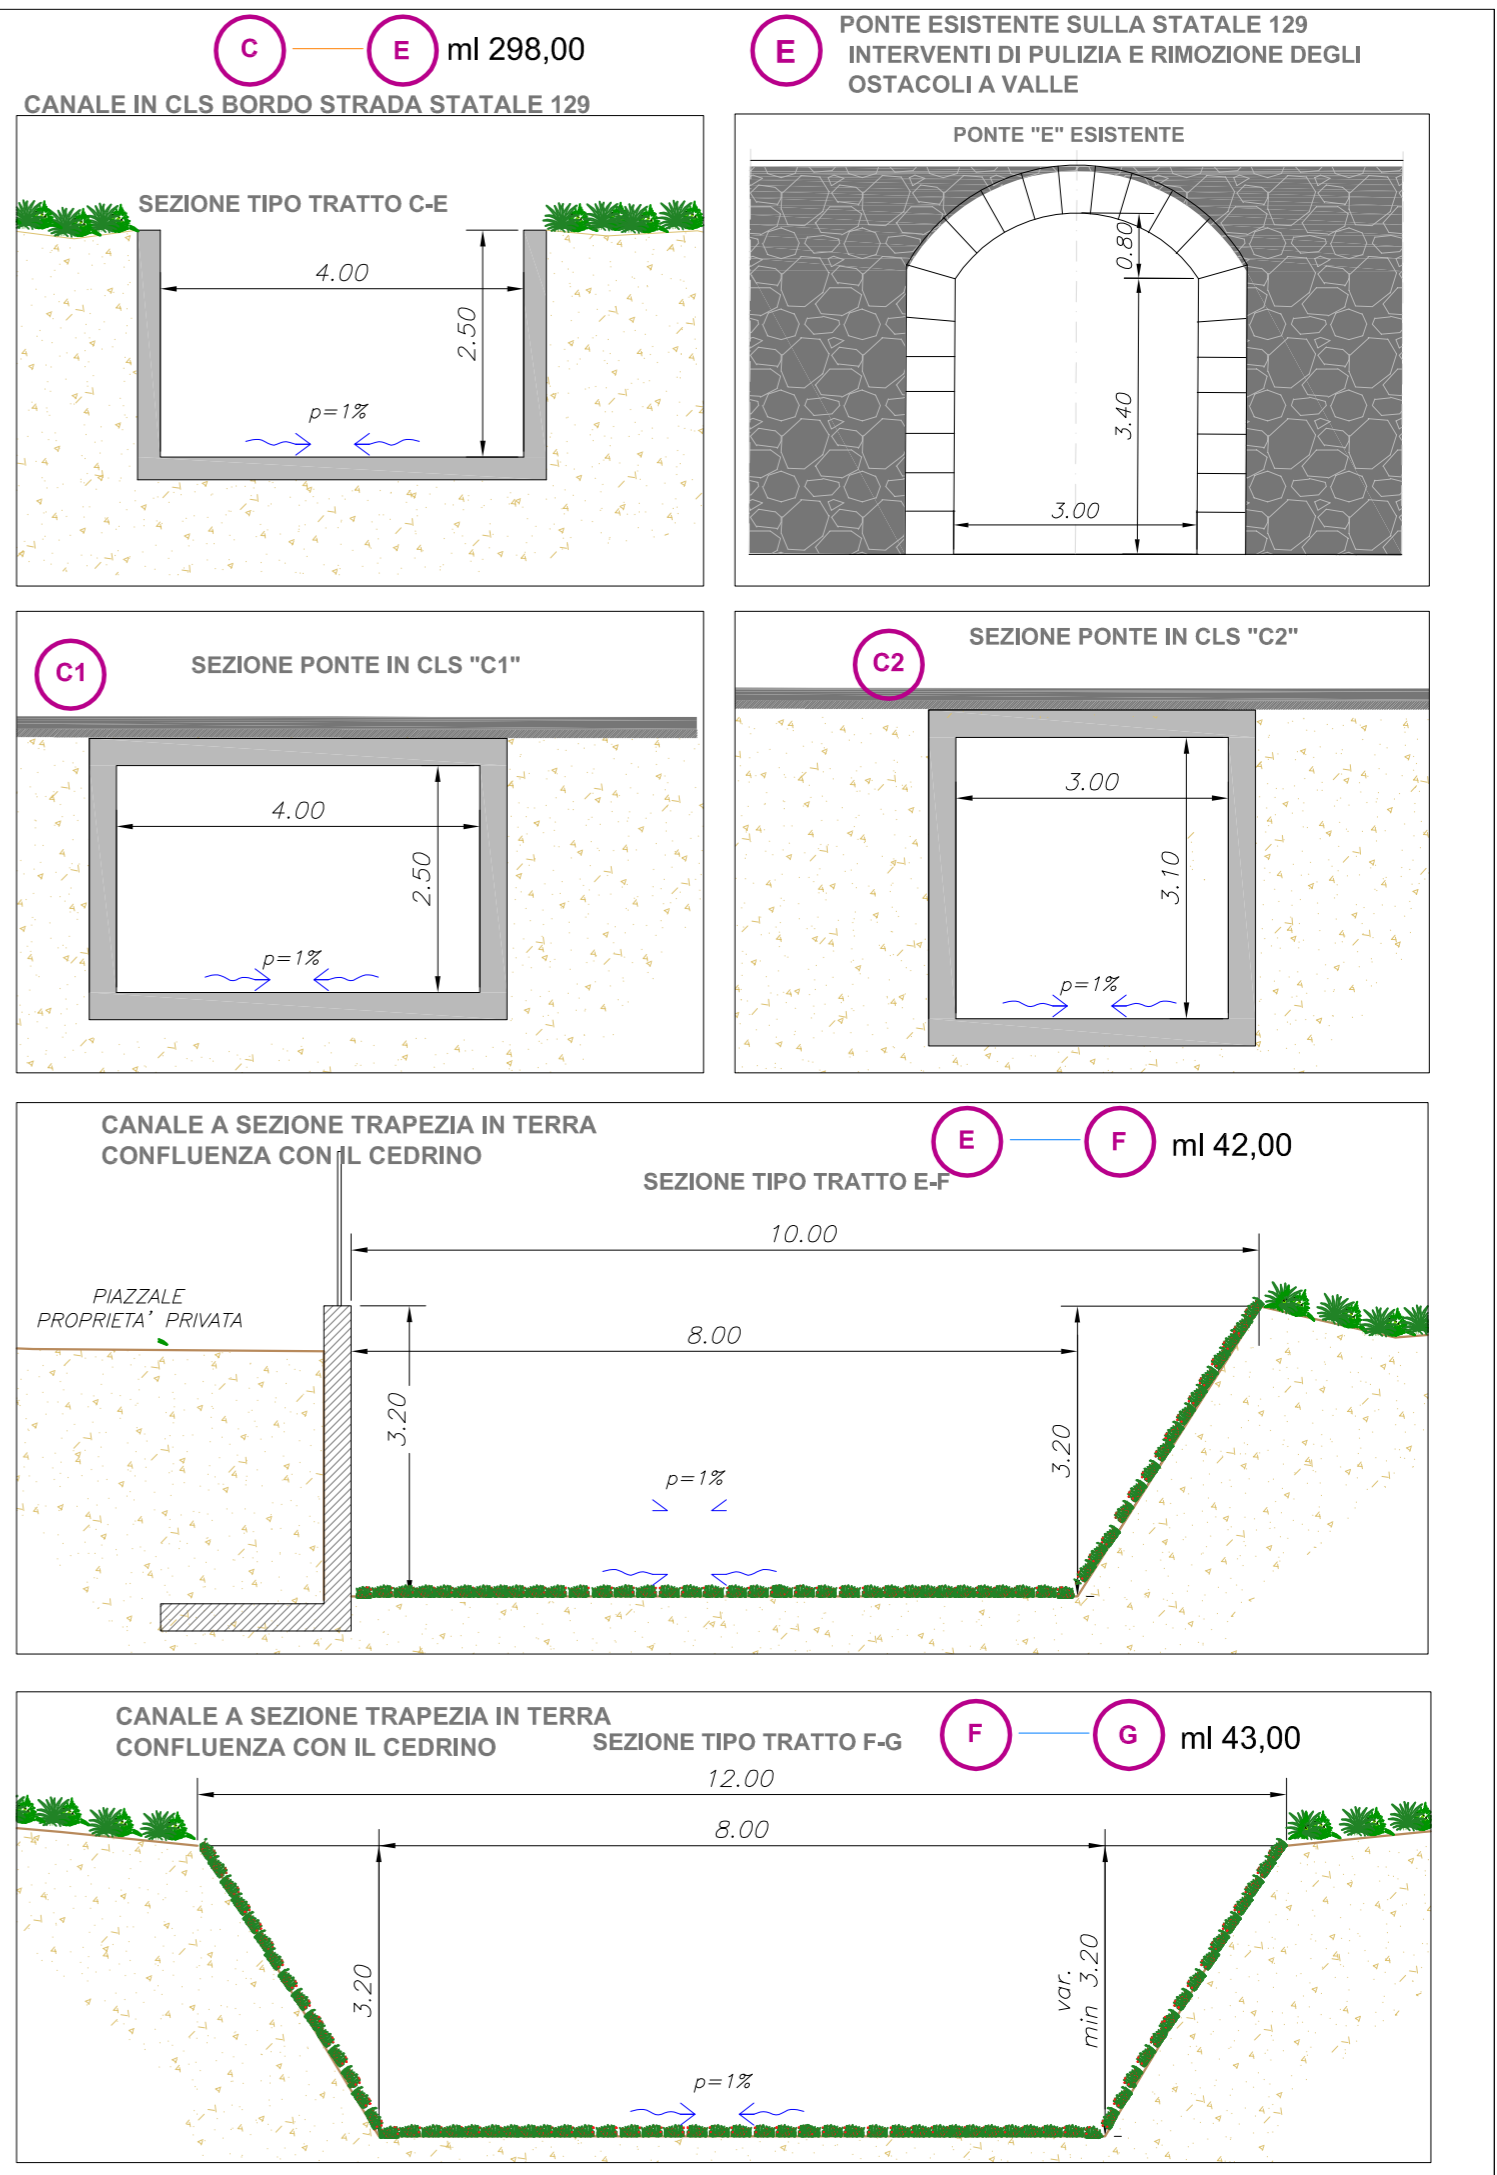 C E ml 298,00
CANALE IN CLS BORDO STRADA STATALE 129
SEZIONE TIPO TRATTO C-E
4.00
2.50
p=1%
E
PONTE ESISTENTE SULLA STATALE 129
INTERVENTI DI PULIZIA E RIMOZIONE DEGLI
OSTACOLI A VALLE
PONTE "E" ESISTENTE
0.80
3.40
3.00
C1
SEZIONE PONTE IN CLS "C1"
4.00
2.50
p=1%
C2
SEZIONE PONTE IN CLS "C2"
3.00
3.10
p=1%
CANALE A SEZIONE TRAPEZIA IN TERRA
CONFLUENZA CON IL CEDRINO
E F ml 42,00
SEZIONE TIPO TRATTO E-F
10.00
PIAZZALE
PROPRIETA' PRIVATA
8.00
3.20
3.20
p=1%
CANALE A SEZIONE TRAPEZIA IN TERRA
CONFLUENZA CON IL CEDRINO
SEZIONE TIPO TRATTO F-G
F G ml 43,00
12.00
8.00
3.20
var.
min 3.20
p=1%